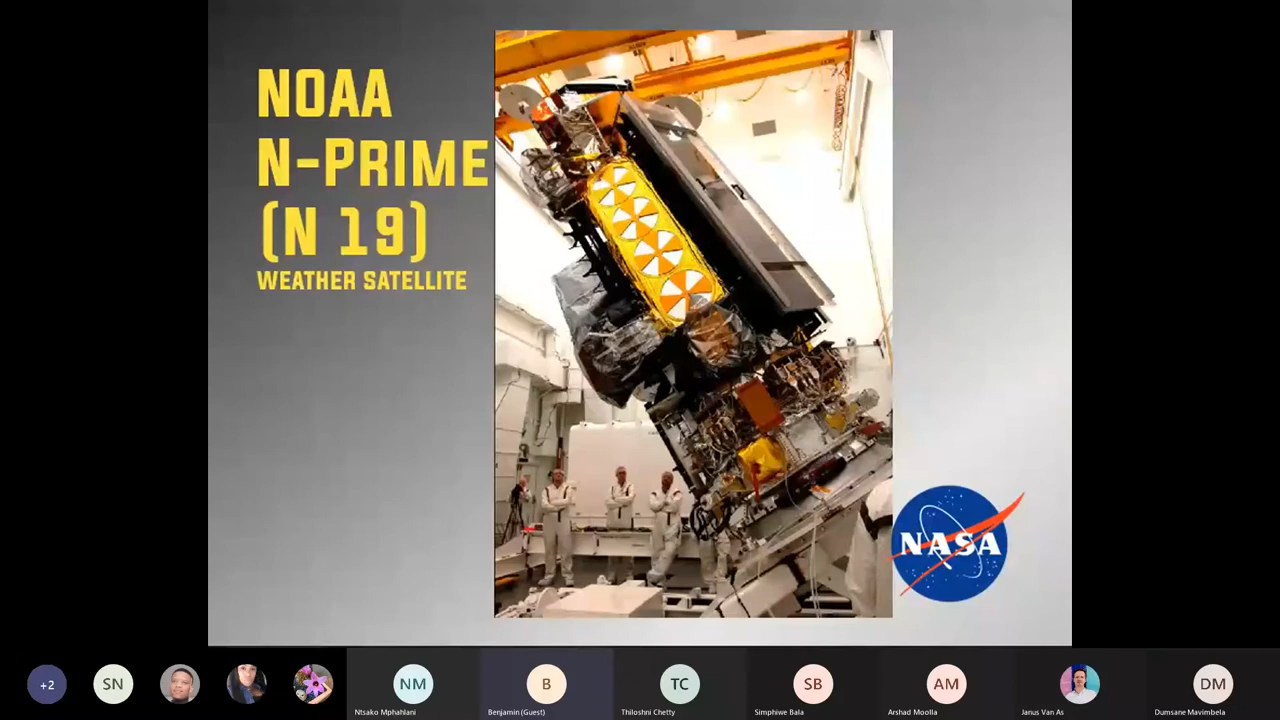 NOAA
N-PRIME
(N 19)
WEATHER SATELLITE
NASA
+2
SN
NM
B
TC
SB
AM
DM
Ntsako Mphahlani
Benjamin (Guest)
Thiloshni Chetty
Simphiwe Bala
Arshad Moolla
Janus Van As
Dumsane Mavimbela